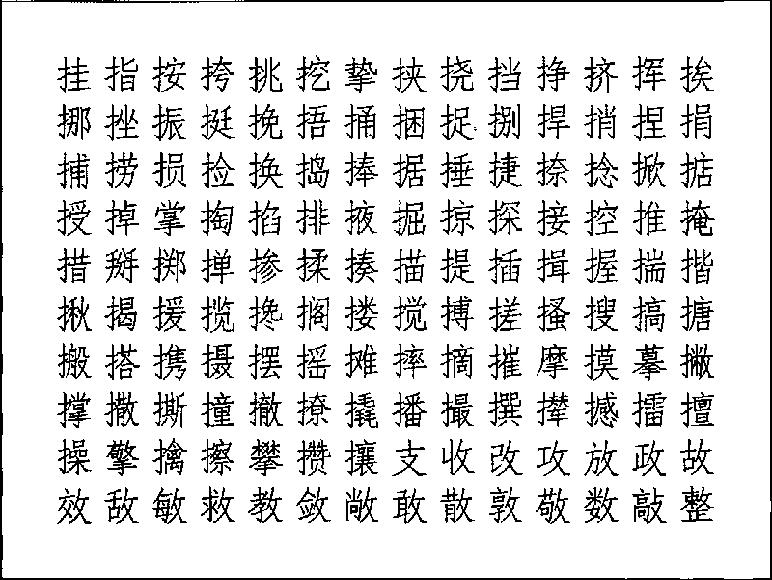 挂指按挎挑挖挚挟挠挡挣挤挥挨
挪挫振挺挽捂捅捆捉捌捍捎捏捐
捕捞损捡换捣捧据捶捷捺捻掀掂
授掉掌掏掐排掖掘掠探接控推掩
措掰掷掸掺揉揍描提插揖握揣揩
揪揭援揽搀搁搂搅搏搓搔搜搞搪
搬搭携摄摆摇摊摔摘摧摩摸摹撇
撑撒撕撞撤撩撬播撮撰撵撼擂擅
操擎擒擦攀攒攘支收改攻放政故
效敌敏救教敛敞敢散敦敬数敲整